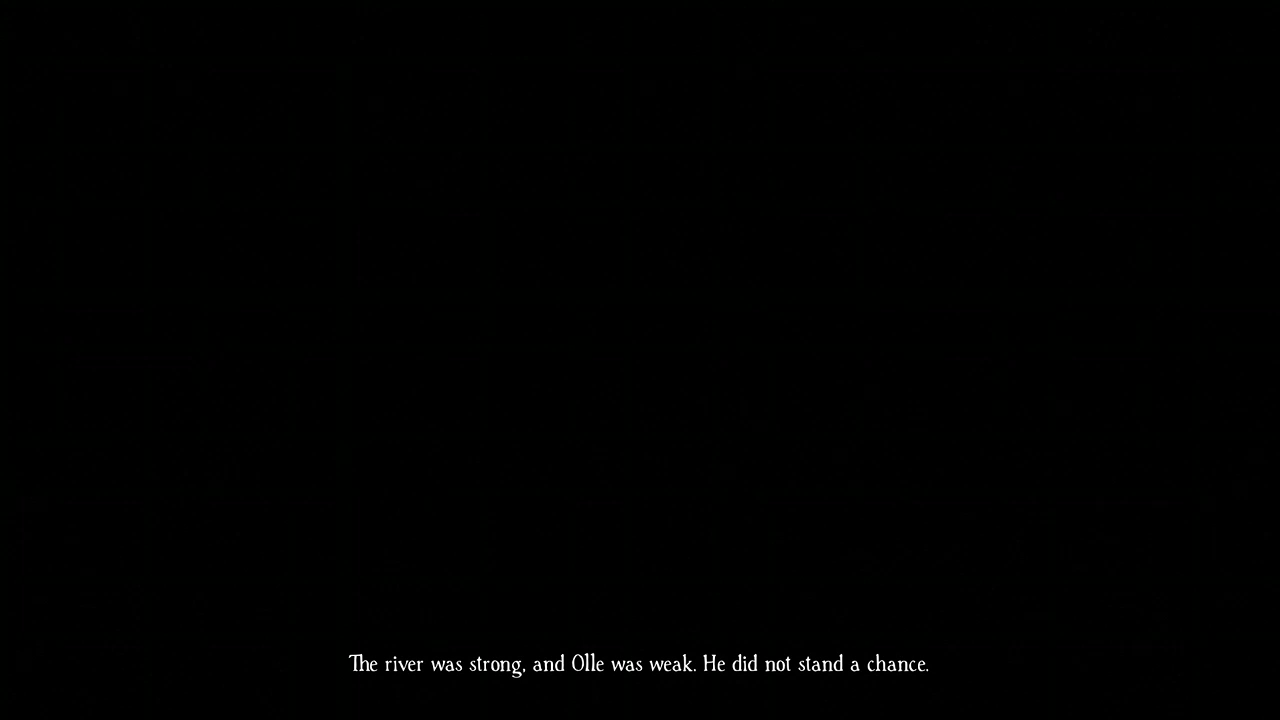 The river was strong, and Olle was weak. He did not stand a chance.